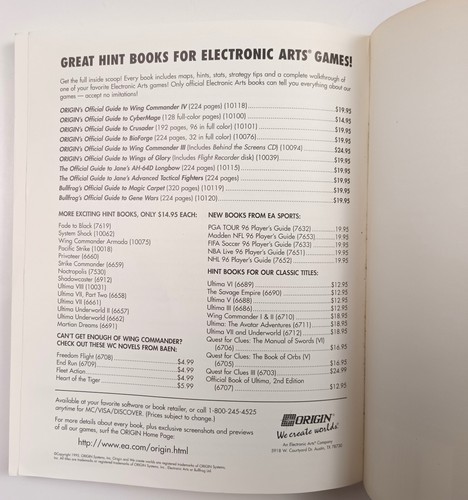 GREAT HINT BOOKS FOR ELECTRONIC ARTS® GAMES!
Get the full inside scoop! Every book includes maps, hints, stats, strategy tips and a complete walkthrough of
one of your favorite Electronic Arts games! Only official Electronic Arts books can tell you everything about our
games — accept no imitations!
ORIGIN's Official Guide to Wing Commander IV (224 pages) (10118) $19.95
ORIGIN's Official Guide to CyberMage (128 full-color pages) (10100) $14.95
ORIGIN's Official Guide to Crusader (192 pages, 96 in full color) (10101) $19.95
ORIGIN's Official Guide to BioForge (224 pages, 32 in full color) (10076) $19.95
ORIGIN's Official Guide to Wing Commander III (Includes Behind the Screens CD) (10094) $24.95
ORIGIN's Official Guide to Wings of Glory (Includes Flight Recorder disk) (10039) $19.95
The Official Guide to Jane's AH-64D Longbow (224 pages) (10115) $19.95
The Official Guide to Jane's Advanced Tactical Fighters (224 pages) $19.95
Bullfrog's Official Guide to Magic Carpet (320 pages) (10119) $19.95
Bullfrog's Official Guide to Gene Wars (224 pages) (10120) $19.95
MORE EXCITING HINT BOOKS, ONLY $14.95 EACH:
Fade to Black (7619)
System Shock (10062)
Wing Commander Armada (10075)
Pacific Strike (10018)
Privateer (6660)
Strike Commander (6659)
Noctropolis (7530)
Shadowcaster (6912)
Ultima VIII (10031)
Ultima VII, Part Two (6658)
Ultima VII (6661)
Ultima Underworld II (6657)
Ultima Underworld (6662)
Martian Dreams (6691)
CAN'T GET ENOUGH OF WING COMMANDER?
CHECK OUT THESE WC NOVELS FROM BAEN:
Freedom Flight (6708) $4.99
End Run (6709) $4.99
Fleet Action $4.99
Heart of the Tiger $5.99
NEW BOOKS FROM EA SPORTS:
PGA TOUR 96 Player's Guide (7632) 19.95
Madden NFL 96 Player's Guide (7653) 19.95
FIFA Soccer 96 Player's Guide (7633) 19.95
NBA Live 96 Player's Guide (7651) 19.95
NHL 96 Player's Guide (7652) 19.95
HINT BOOKS FOR OUR CLASSIC TITLES:
Ultima VI (6689) $12.95
The Savage Empire (6690) $12.95
Ultima V (6688) $12.95
Ultima III (6686) $12.95
Wing Commander I & II (6710) $18.95
Ultima: The Avatar Adventures (6711) $18.95
Ultima VII and Underworld (6712) $18.95
Quest for Clues: The Manual of Swords (VI)
(6706) $16.95
Quest for Clues: The Book of Orbs (V)
(6705) $16.95
Quest for Clues III (6703) $24.99
Official Book of Ultima, 2nd Edition
(6707) $12.95
Available at your favorite software or book retailer, or call 1-800-245-4525
anytime for MC/VISA/DISCOVER. (Prices subject to change.)
For more details about every book, plus exclusive screenshots and previews
of all our games, surf the ORIGIN Home Page:
http://www.ea.com/origin.html
ORIGIN
We create worlds®
An Electronic Arts® Company
5918 W. Courtyard Dr. Austin, TX 78730